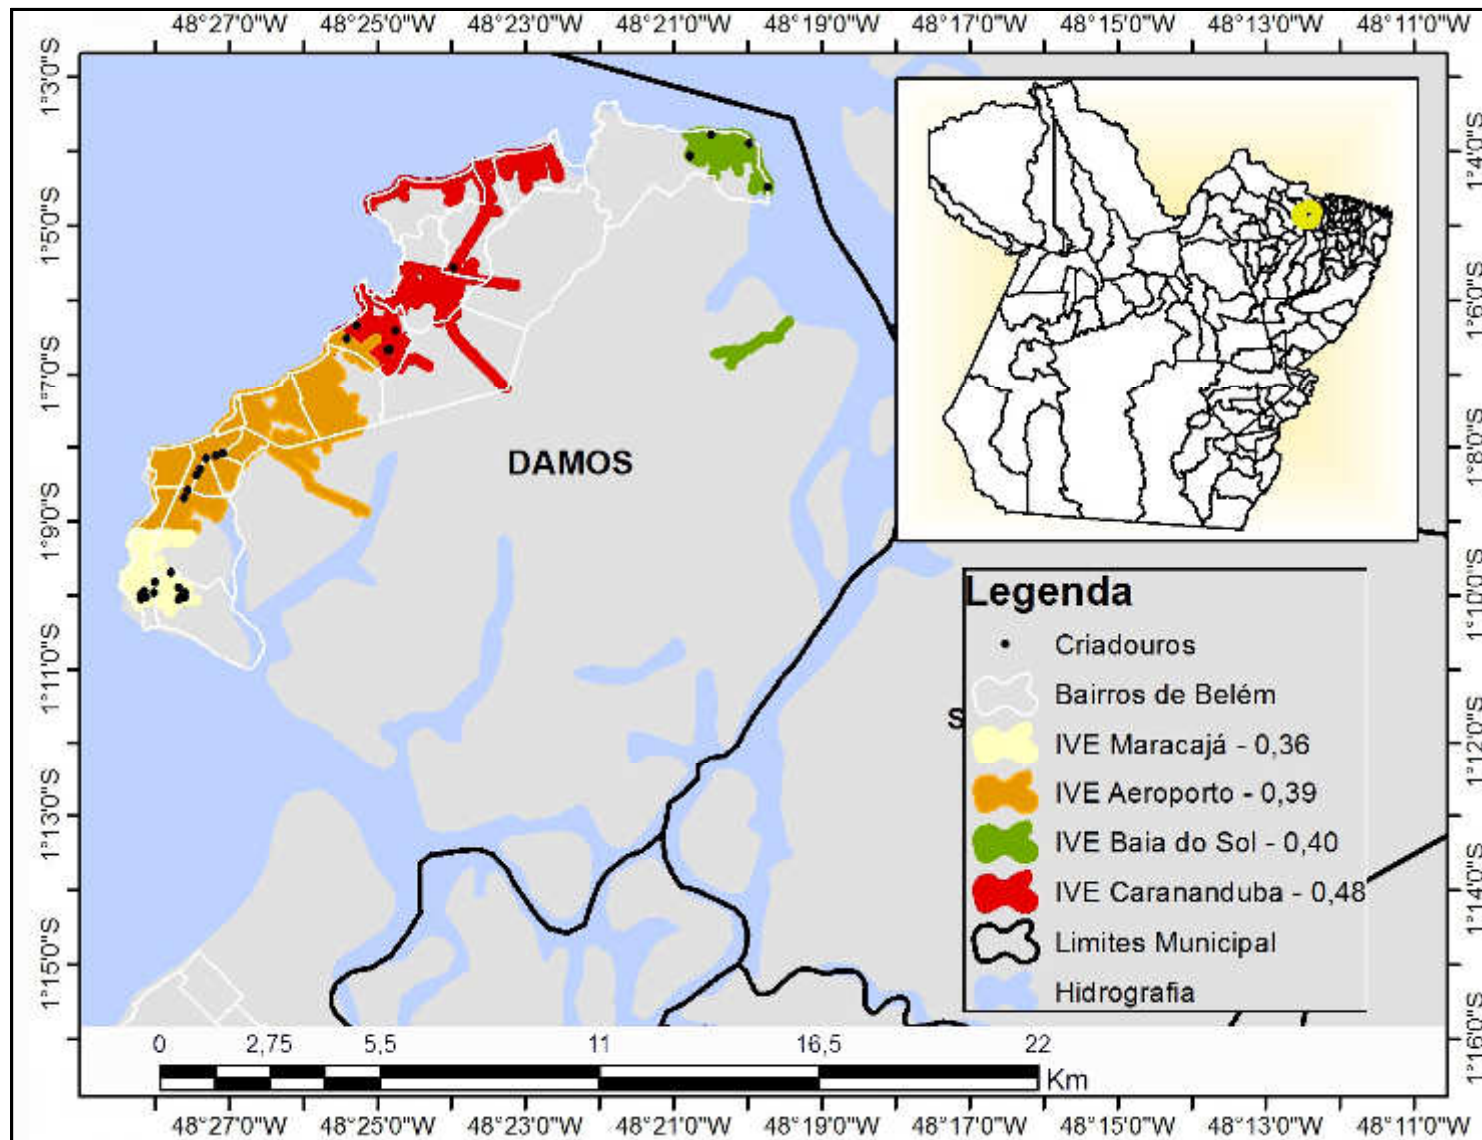 48°27'0"W 48°25'0"W 48°23'0"W 48°21'0"W 48°19'0"W 48°17'0"W 48°15'0"W 48°13'0"W 48°11'0"W
1°3'0"S
1°5'0"S
1°7'0"S
1°9'0"S
1°11'0"S
1°13'0"S
1°15'0"S
1°4'0"S
1°6'0"S
1°8'0"S
1°10'0"S
1°12'0"S
1°14'0"S
1°16'0"S
DAMOS
S
Legenda
Criadouros
Bairros de Belém
IVE Maracajá - 0,36
IVE Aeroporto - 0,39
IVE Baia do Sol - 0,40
IVE Carananduba - 0,48
Limites Municipal
Hidrografia
0 2,75 5,5 11 16,5 22
Km
48°27'0"W 48°25'0"W 48°23'0"W 48°21'0"W 48°19'0"W 48°17'0"W 48°15'0"W 48°13'0"W 48°11'0"W